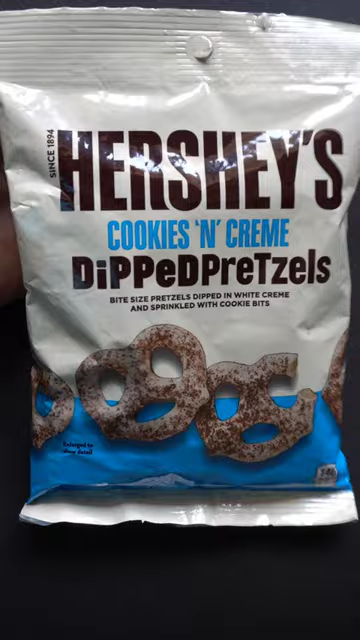 SINCE 1894
HERSHEY'S
COOKIES 'N' CREME
DiPPeDPreTzels
BITE SIZE PRETZELS DIPPED IN WHITE CREME
AND SPRINKLED WITH COOKIE BITS
Enlarged to
show detail